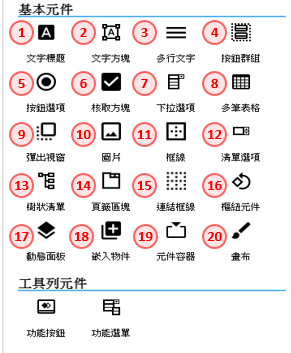 基本元件
1 A 2 A 3 4
文字標題 文字方塊 多行文字 按鈕群組
5 6 7 8
按鈕選項 核取方塊 下拉選項 多筆表格
9 10 11 12
彈出視窗 圖片 框線 清單選項
13 14 15 16
樹狀清單 頁籤區塊 連結框線 樞紐元件
17 18 19 20
動態面板 嵌入物件 元件容器 畫布
工具列元件
功能按鈕 功能選單